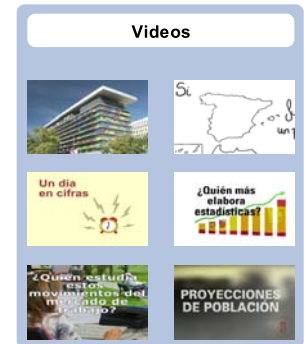 Videos
Si
un
Un día
en cifras
¿Quién más
elabora
estadísticas?
¿Quién estudia
estos
movimientos del
mercado de
trabajo?
PROYECCIONES
DE POBLACIÓN